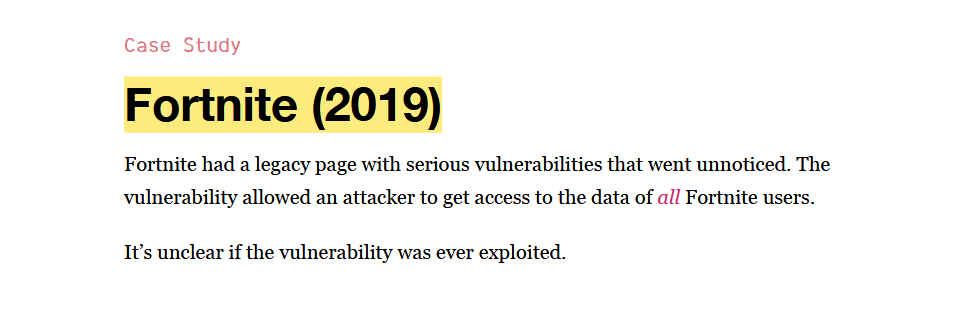 Case Study
Fortnite (2019)
Fortnite had a legacy page with serious vulnerabilities that went unnoticed. The
vulnerability allowed an attacker to get access to the data of all Fortnite users.
It’s unclear if the vulnerability was ever exploited.